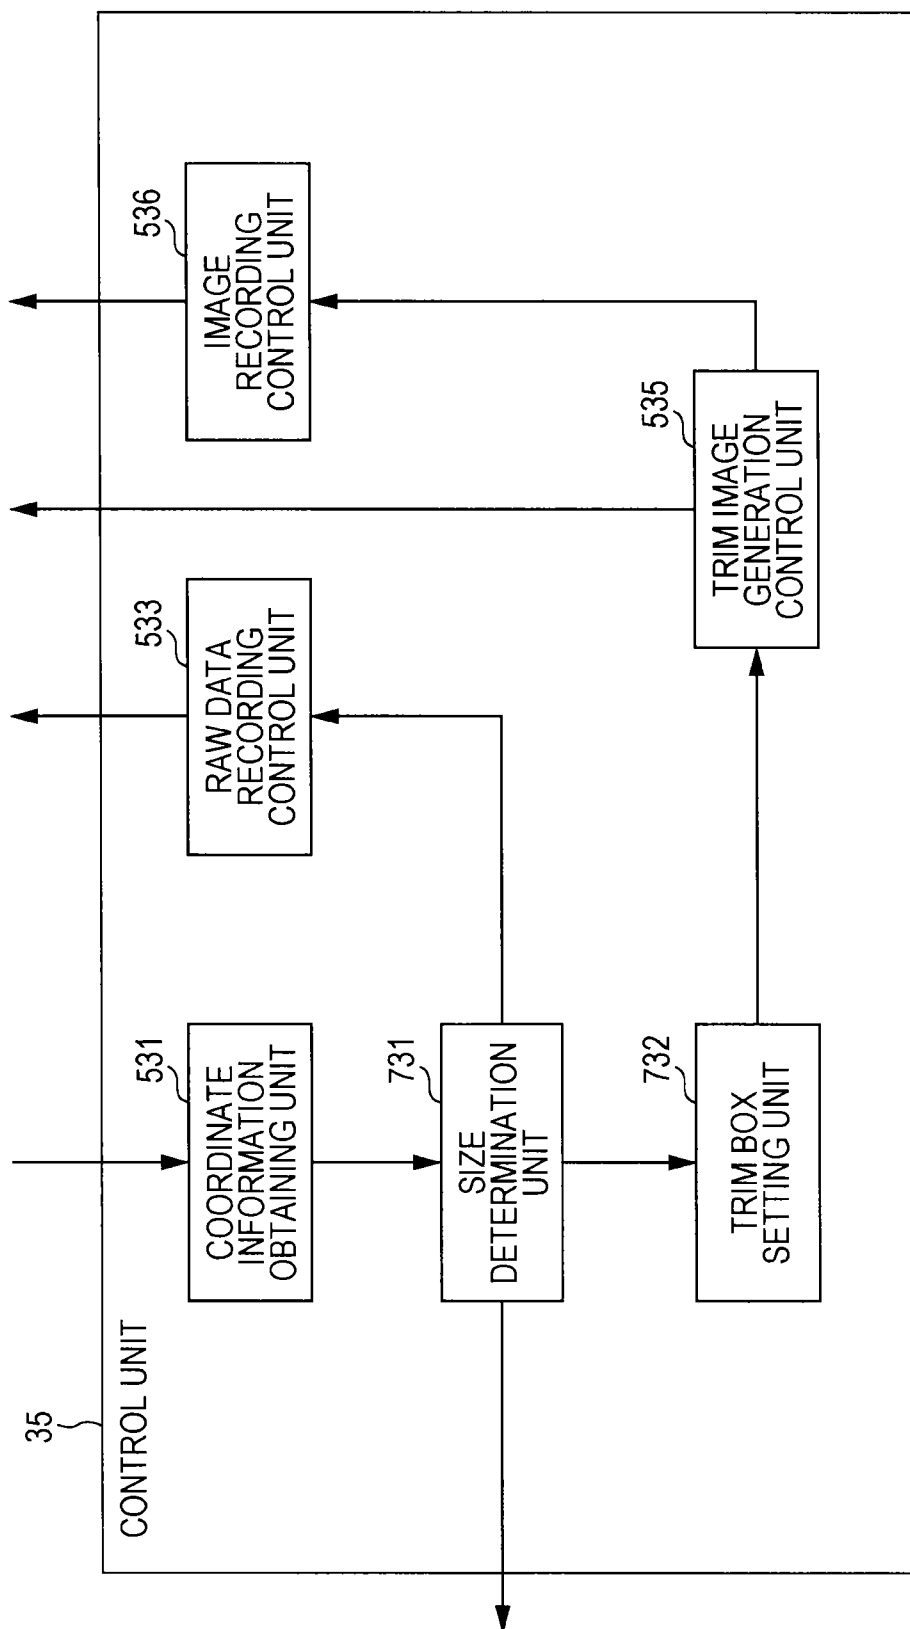 35
CONTROL UNIT
531
COORDINATE
INFORMATION
OBTAINING UNIT
533
RAW DATA
RECORDING
CONTROL UNIT
536
IMAGE
RECORDING
CONTROL UNIT
731
SIZE
DETERMINATION
UNIT
732
TRIM BOX
SETTING UNIT
535
TRIM IMAGE
GENERATION
CONTROL UNIT